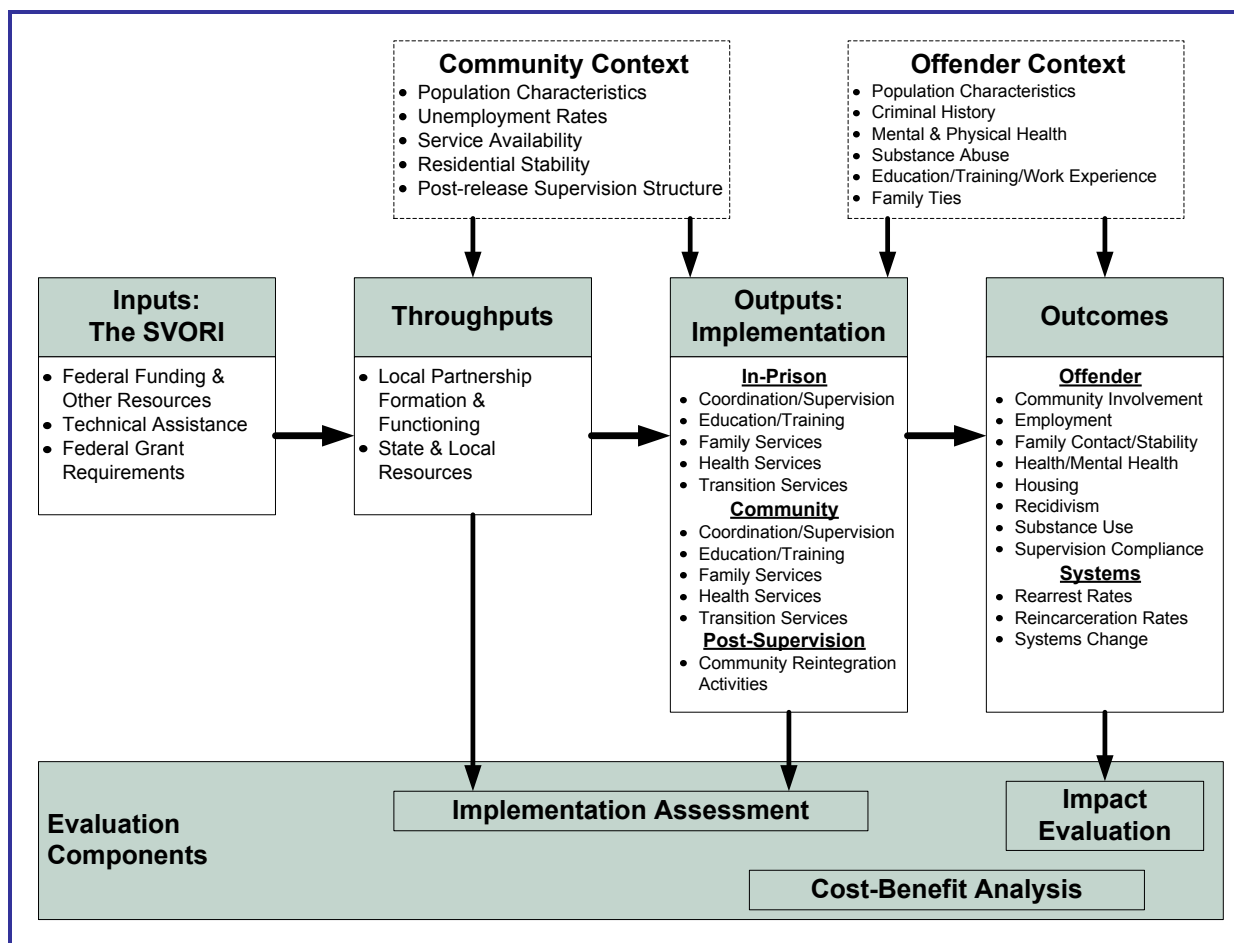 Community Context
• Population Characteristics
• Unemployment Rates
• Service Availability
• Residential Stability
• Post-release Supervision Structure
Offender Context
• Population Characteristics
• Criminal History
• Mental & Physical Health
• Substance Abuse
• Education/Training/Work Experience
• Family Ties
Inputs:
The SVORI
• Federal Funding &
Other Resources
• Technical Assistance
• Federal Grant
Requirements
Throughputs
• Local Partnership
Formation &
Functioning
• State & Local
Resources
Outputs:
Implementation
In-Prison
• Coordination/Supervision
• Education/Training
• Family Services
• Health Services
• Transition Services
Community
• Coordination/Supervision
• Education/Training
• Family Services
• Health Services
• Transition Services
Post-Supervision
• Community Reintegration
Activities
Outcomes
Offender
• Community Involvement
• Employment
• Family Contact/Stability
• Health/Mental Health
• Housing
• Recidivism
• Substance Use
• Supervision Compliance
Systems
• Rearrest Rates
• Reincarceration Rates
• Systems Change
Evaluation
Components
Implementation Assessment
Impact
Evaluation
Cost-Benefit Analysis